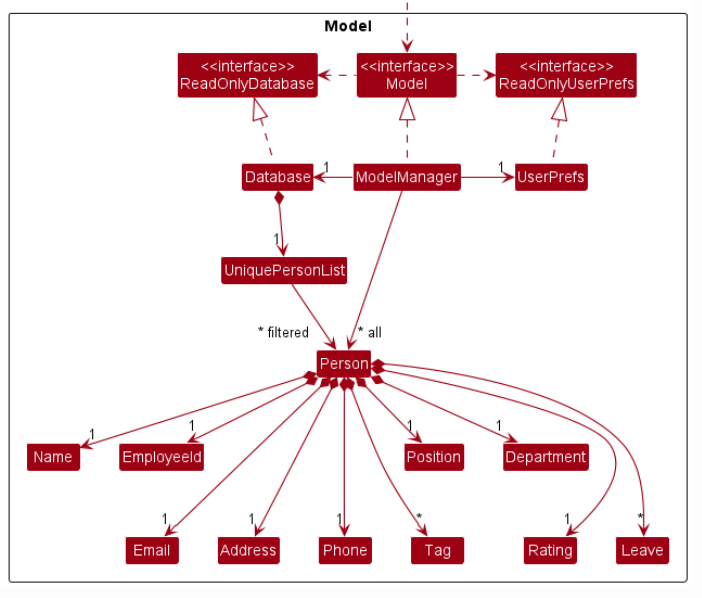 Model
<<interface>>
ReadOnlyDatabase
<<interface>>
Model
<<interface>>
ReadOnlyUserPrefs
Database
1
ModelManager
1
UserPrefs
1
UniquePersonList
* filtered
* all
Person
1
1
1
1
Name
EmployeeId
Position
Department
1
1
1
*
1
*
Email
Address
Phone
Tag
Rating
Leave